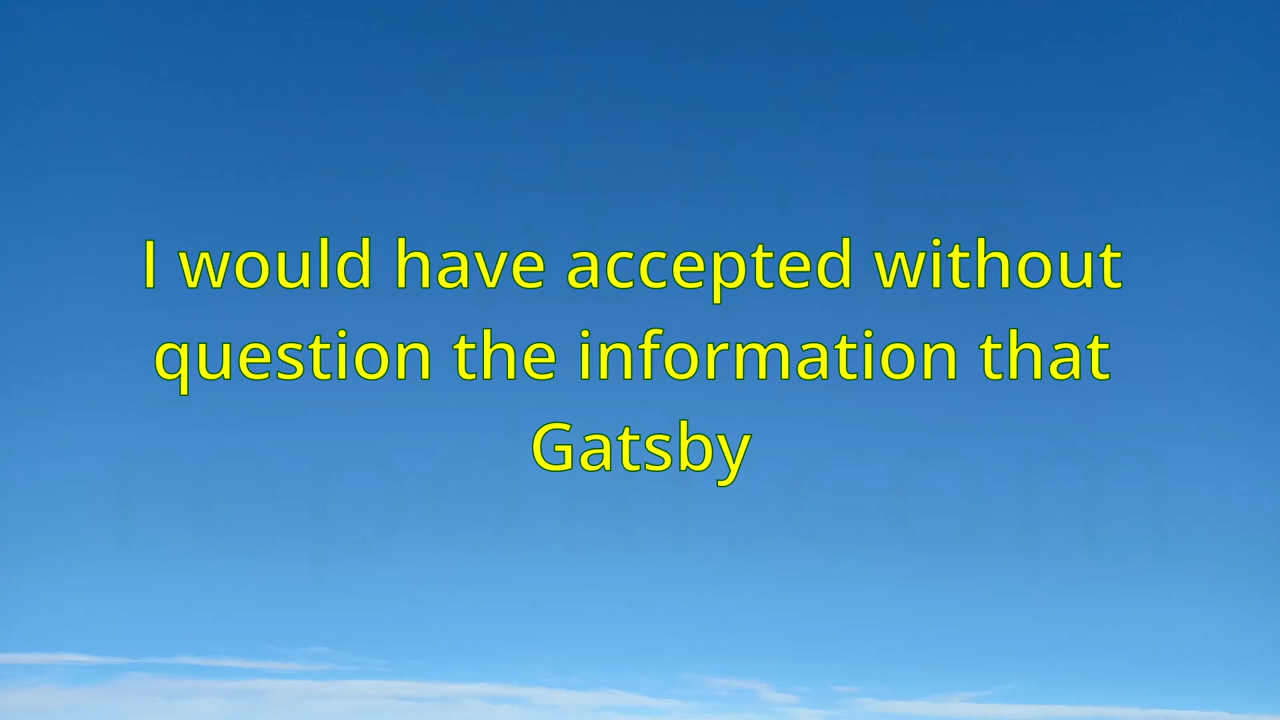 I would have accepted without
question the information that
Gatsby